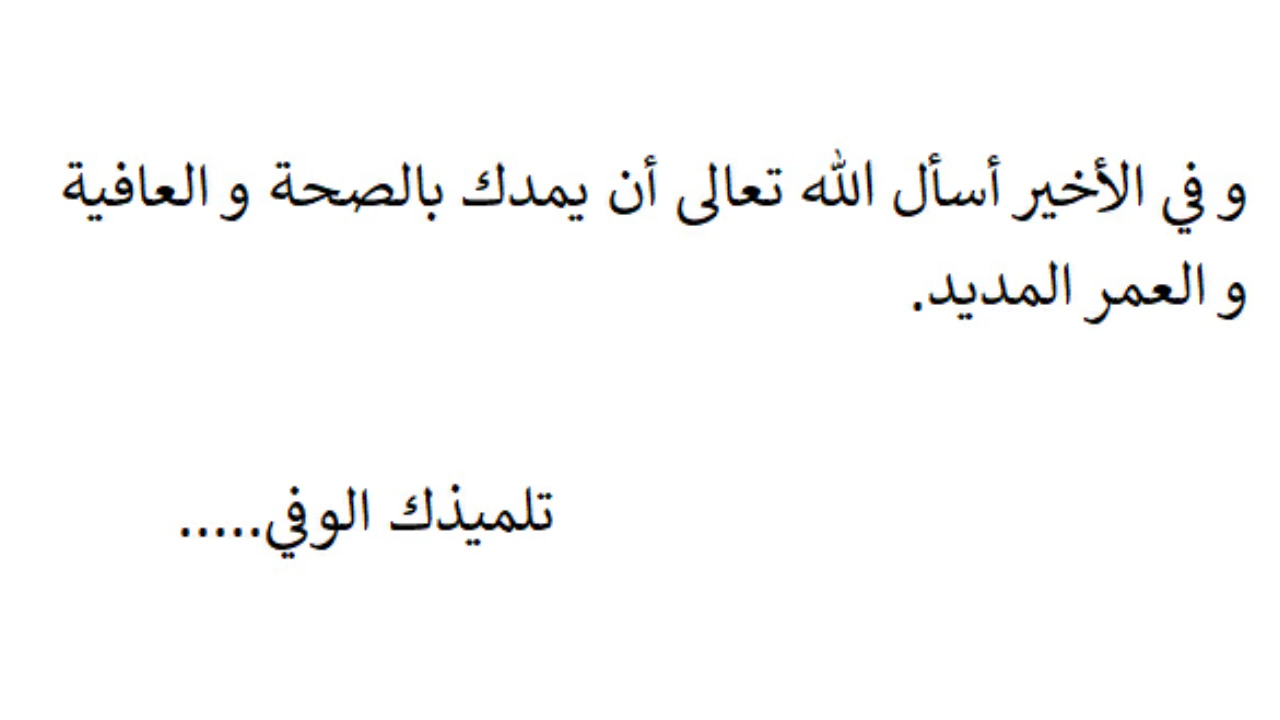 و في الأخير أسأل الله تعالى أن يمدك بالصحة و العافية
و العمر المديد.
تلميذك الوفي.....